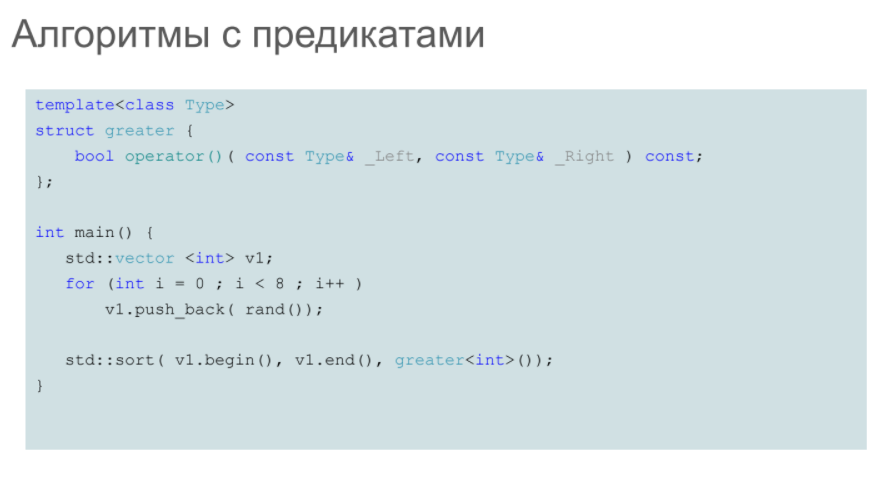 Алгоритмы с предикатами
template<class Type>
struct greater {
    bool operator()( const Type& _Left, const Type& _Right ) const;
};
int main() {
   std::vector <int> v1;
   for (int i = 0 ; i < 8 ; i++ )
       v1.push_back( rand());
   std::sort( v1.begin(), v1.end(), greater<int>());
}